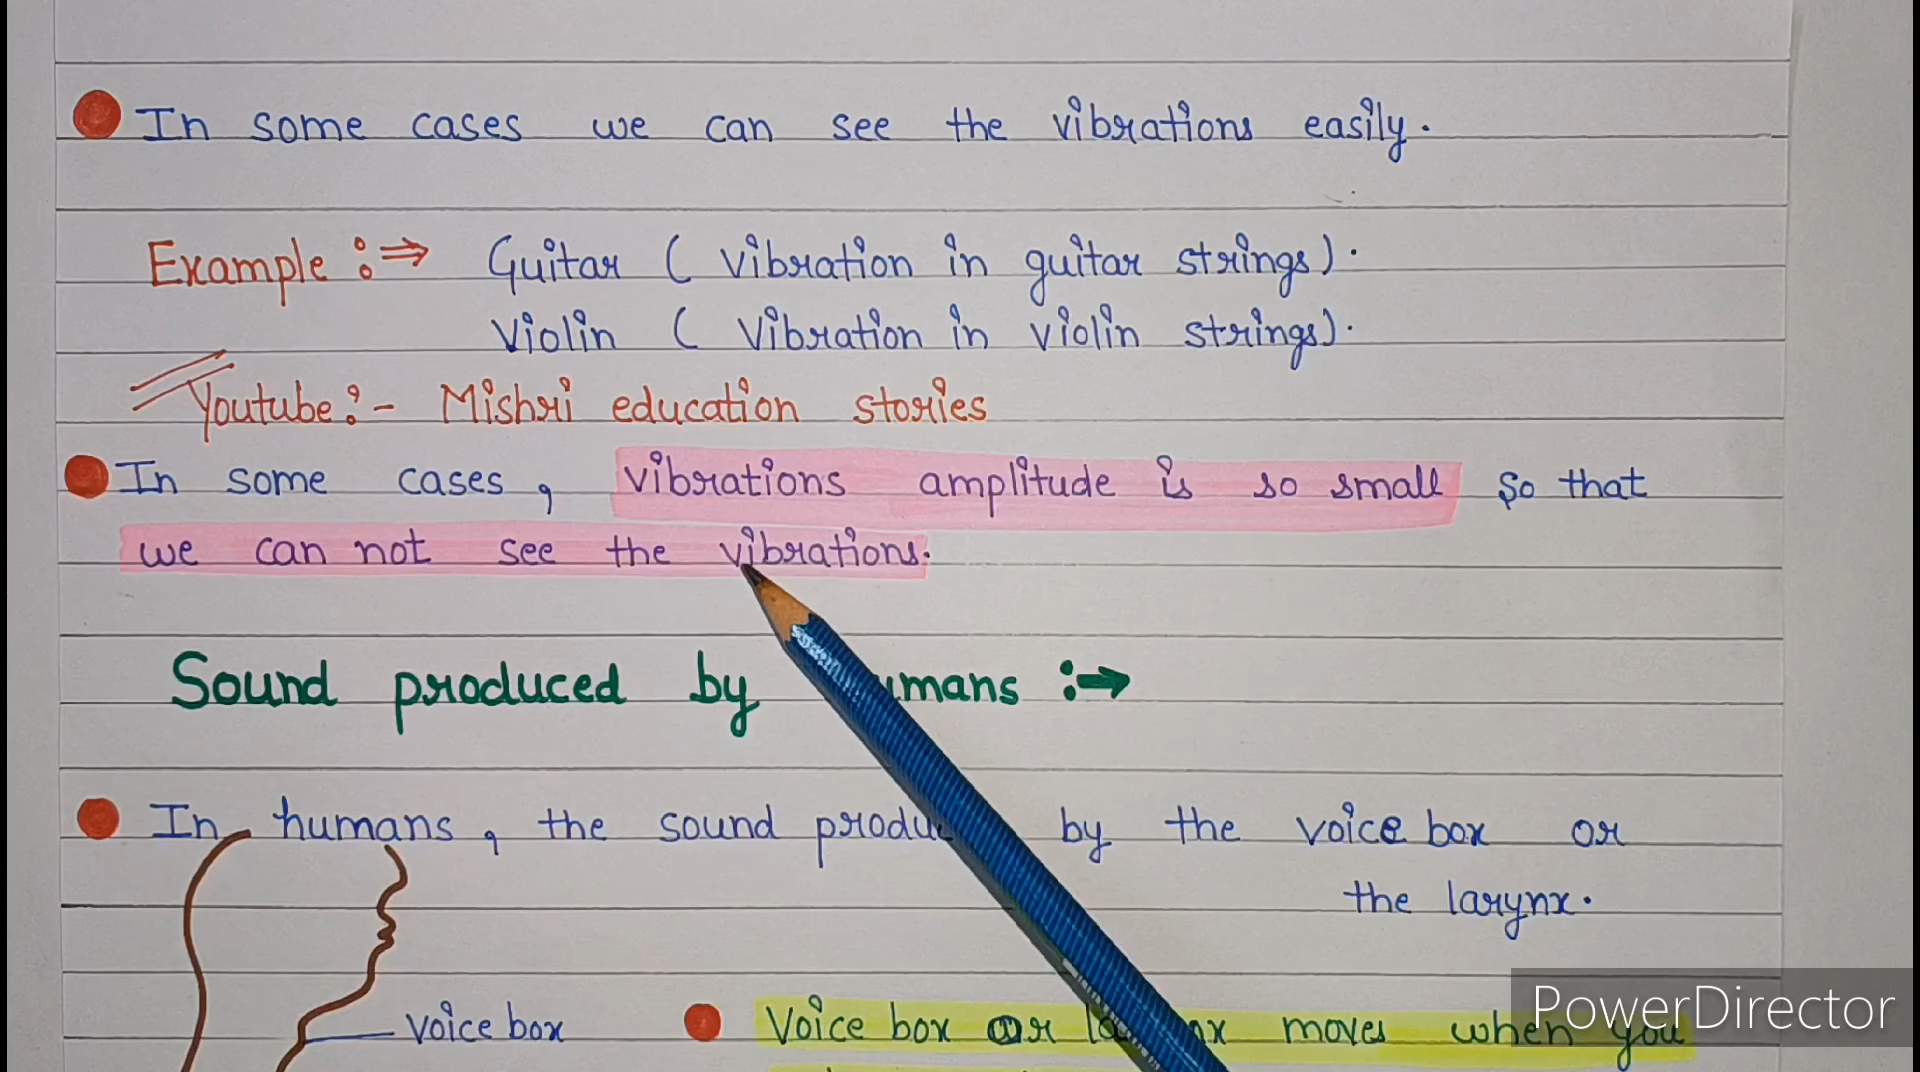 In some cases we can see the vibrations easily.
Example :⇒ Guitar ( vibration in guitar strings).
Violin ( Vibration in violin strings).
Youtube:- Mishri education stories
In some cases, vibrations amplitude is so small so that
we can not see the vibrations.
Sound produced by :→
In humans, the sound by the voice box or
the larynx.
voice box
Voice box or moves when you
PowerDirector